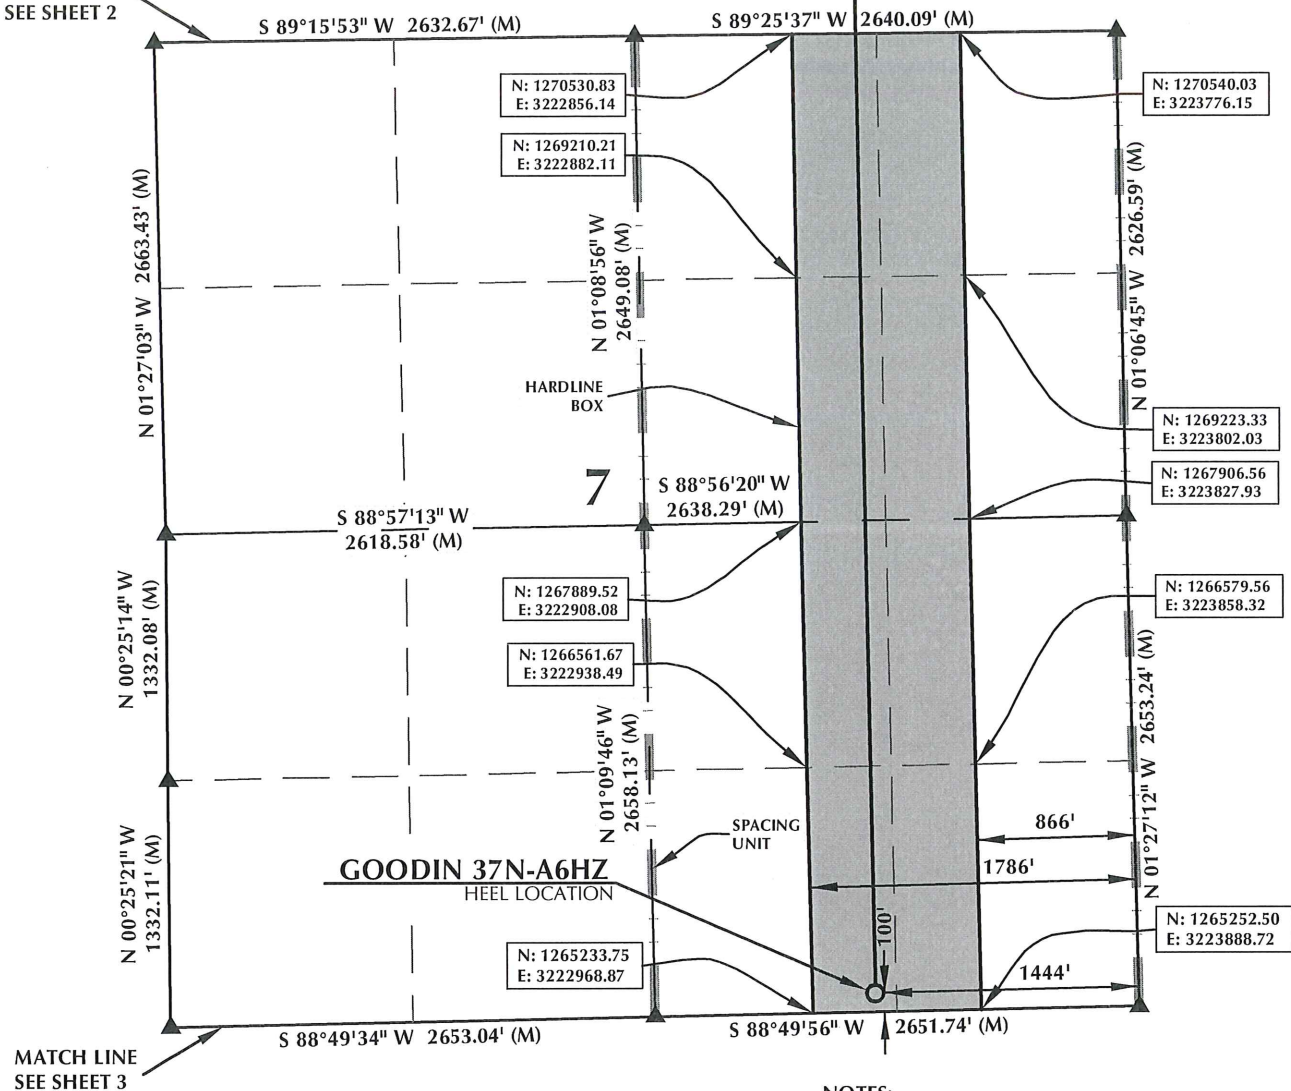 SEE SHEET 2
S 89°15'53" W 2632.67' (M)
S 89°25'37" W 2640.09' (M)
N: 1270530.83
E: 3222856.14
N: 1270540.03
E: 3223776.15
N: 1269210.21
E: 3222882.11
N 01°27'03" W 2663.43' (M)
N 01°08'56" W
2649.08' (M)
N 01°06'45" W 2626.59' (M)
HARDLINE
BOX
N: 1269223.33
E: 3223802.03
7
N: 1267906.56
E: 3223827.93
S 88°56'20" W
2638.29' (M)
S 88°57'13" W
2618.58' (M)
N: 1267889.52
E: 3222908.08
N: 1266579.56
E: 3223858.32
N 00°25'14" W
1332.08' (M)
N: 1266561.67
E: 3222938.49
N 01°09'46" W
2658.13' (M)
N 01°27'12" W 2653.24' (M)
SPACING
UNIT
866'
1786'
GOODIN 37N-A6HZ
HEEL LOCATION
N 00°25'21" W
1332.11' (M)
100'
N: 1265252.50
E: 3223888.72
N: 1265233.75
E: 3222968.87
1444'
S 88°49'34" W 2653.04' (M)
S 88°49'56" W 2651.74' (M)
MATCH LINE
SEE SHEET 3
NOTES: